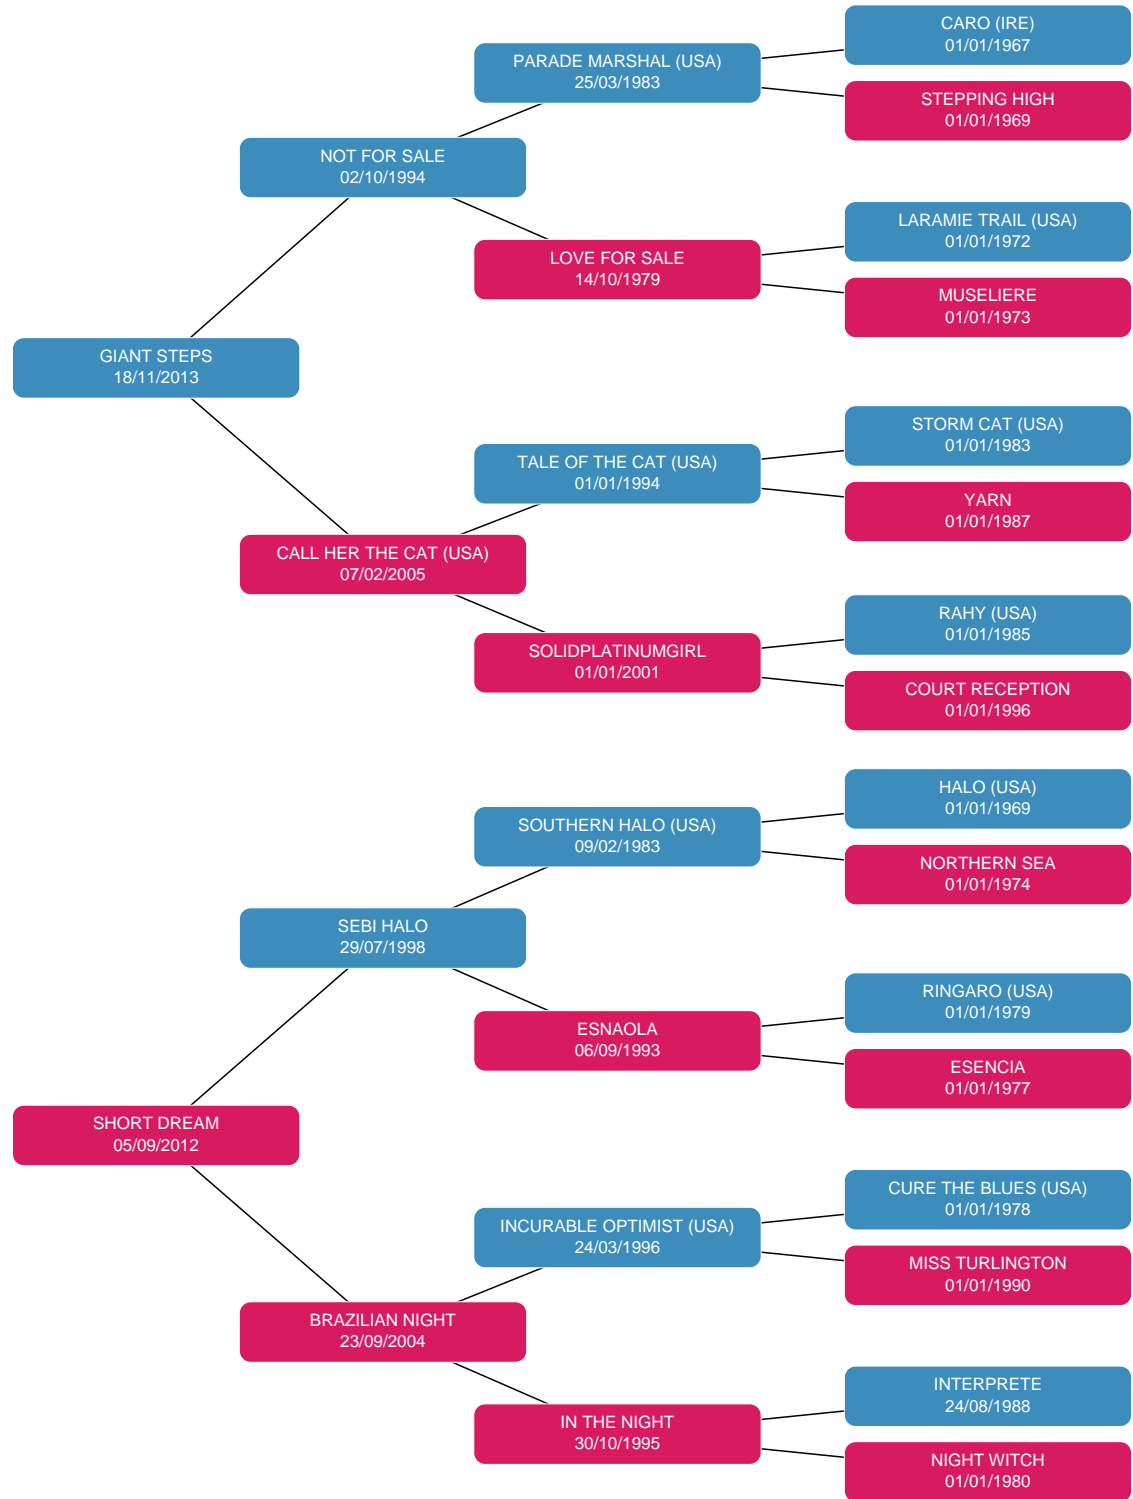 CARO (IRE)
01/01/1967
PARADE MARSHAL (USA)
25/03/1983
STEPPING HIGH
01/01/1969
NOT FOR SALE
02/10/1994
LARAMIE TRAIL (USA)
01/01/1972
LOVE FOR SALE
14/10/1979
MUSELIERE
01/01/1973
GIANT STEPS
18/11/2013
STORM CAT (USA)
01/01/1983
TALE OF THE CAT (USA)
01/01/1994
YARN
01/01/1987
CALL HER THE CAT (USA)
07/02/2005
RAHY (USA)
01/01/1985
SOLIDPLATINUMGIRL
01/01/2001
COURT RECEPTION
01/01/1996
HALO (USA)
01/01/1969
SOUTHERN HALO (USA)
09/02/1983
NORTHERN SEA
01/01/1974
SEBI HALO
29/07/1998
RINGARO (USA)
01/01/1979
ESNAOLA
06/09/1993
ESENCIA
01/01/1977
SHORT DREAM
05/09/2012
CURE THE BLUES (USA)
01/01/1978
INCURABLE OPTIMIST (USA)
24/03/1996
MISS TURLINGTON
01/01/1990
BRAZILIAN NIGHT
23/09/2004
INTERPRETE
24/08/1988
IN THE NIGHT
30/10/1995
NIGHT WITCH
01/01/1980